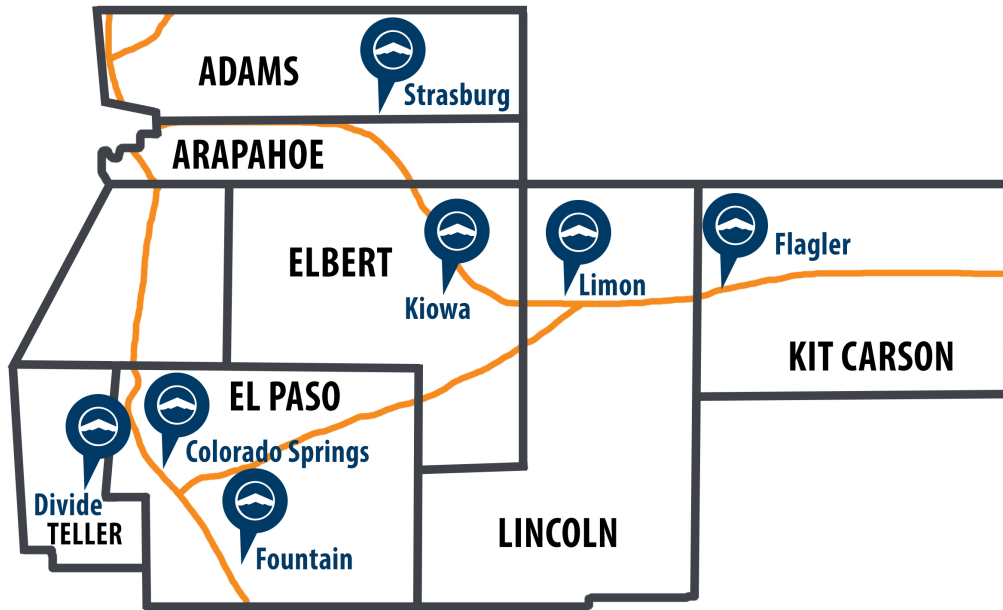 ADAMS
Strasburg
ARAPAHOE
ELBERT
Kiowa
Limon
Flagler
KIT CARSON
EL PASO
Colorado Springs
Divide
TELLER
Fountain
LINCOLN